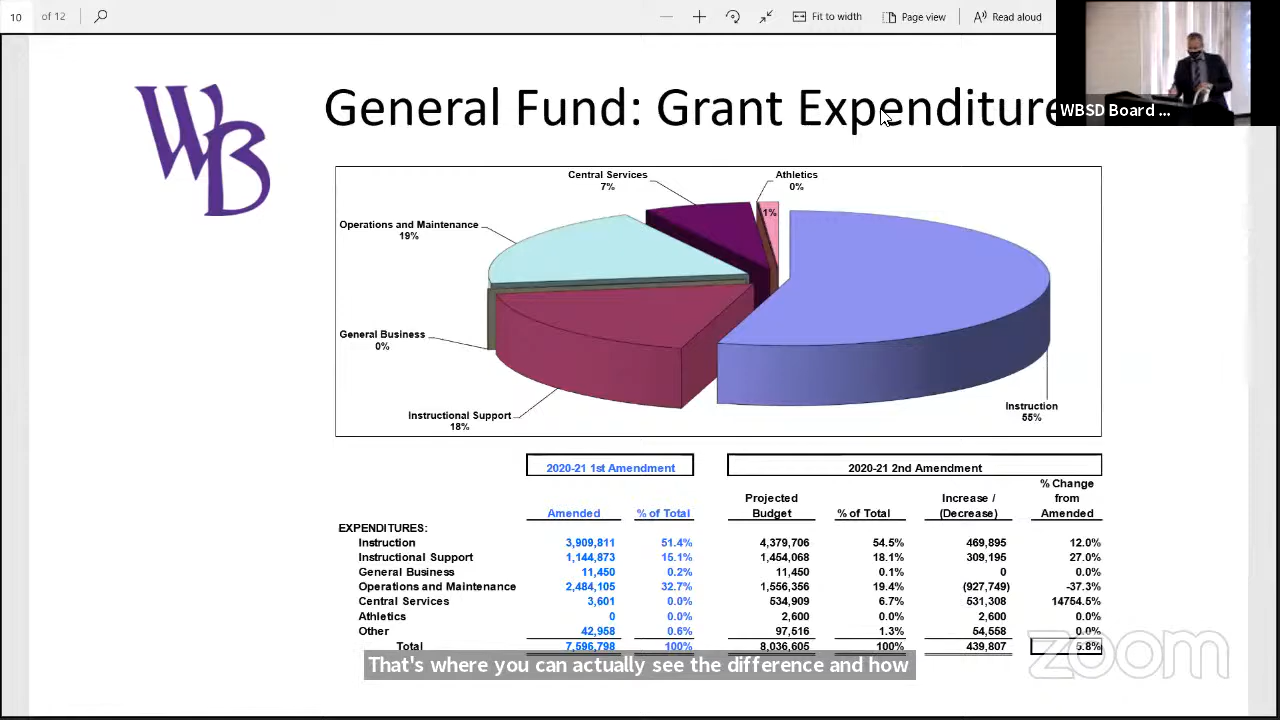 10 of 12 Fit to width Page view Read aloud
WBSD Board ...
WB
General Fund: Grant Expenditure
Central Services
7%
Athletics
0%
1%
Operations and Maintenance
19%
General Business
0%
Instructional Support
18%
Instruction
55%
2020-21 1st Amendment 2020-21 2nd Amendment
% Change
Projected Increase / from
Amended % of Total Budget % of Total (Decrease) Amended
EXPENDITURES:
Instruction 3,909,811 51.4% 4,379,706 54.5% 469,895 12.0%
Instructional Support 1,144,873 15.1% 1,454,068 18.1% 309,195 27.0%
General Business 11,450 0.2% 11,450 0.1% 0 0.0%
Operations and Maintenance 2,484,105 32.7% 1,556,356 19.4% (927,749) -37.3%
Central Services 3,601 0.0% 534,909 6.7% 531,308 14754.5%
Athletics 0 0.0% 2,600 0.0% 2,600 0.0%
Other 42,958 0.6% 97,516 1.3% 54,558 0.0%
Total 7,596,798 100% 8,036,605 100% 439,807 5.8%
That's where you can actually see the difference and how
zoom